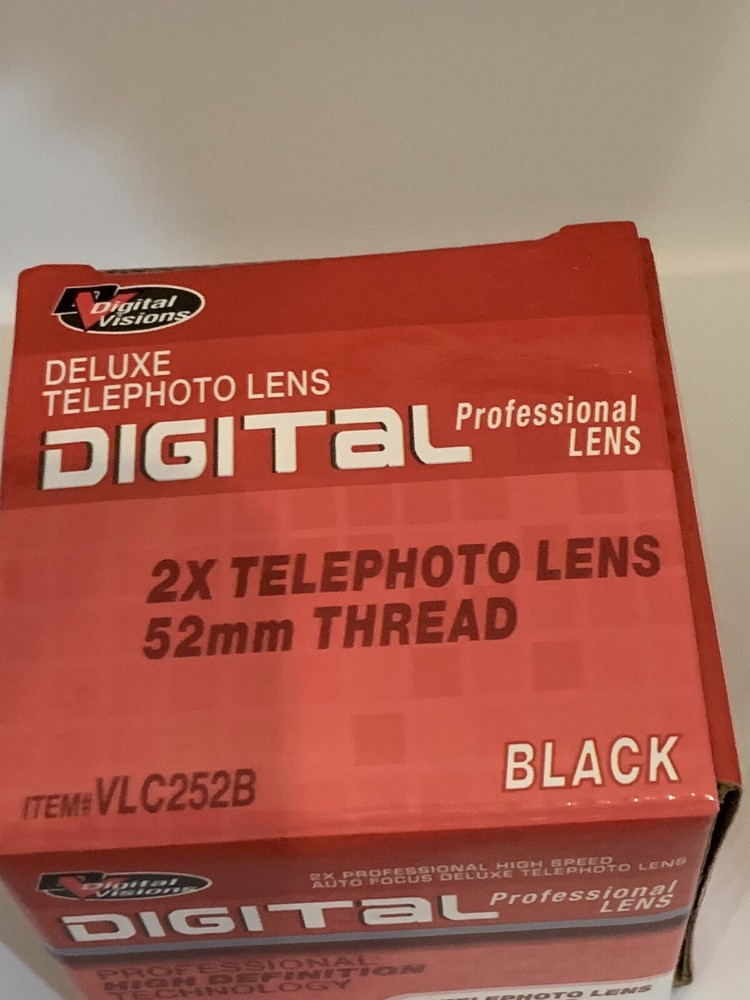 Digital
Visions
DELUXE
TELEPHOTO LENS
DIGITaL
Professional
LENS
2X TELEPHOTO LENS
52mm THREAD
BLACK
ITEM#VLC252B
Digital
Visions
2X PROFESSIONAL HIGH SPEED
AUTO FOCUS DELUXE TELEPHOTO LENS
DIGITaL
Professional
LENS
PROFESSIONAL
HIGH DEFINITION
TECHNOLOGY
TELEPHOTO LENS